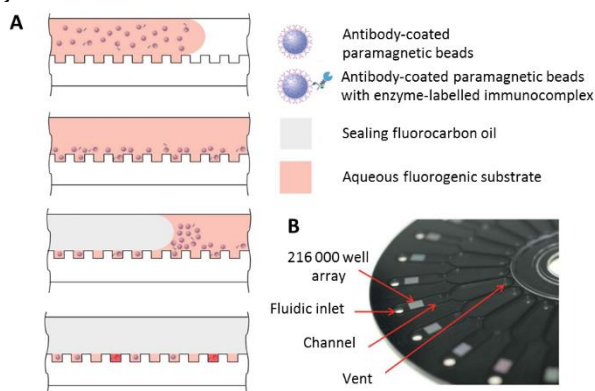 A
Antibody-coated
paramagnetic beads
Antibody-coated paramagnetic beads
with enzyme-labelled immunocomplex
Sealing fluorocarbon oil
Aqueous fluorogenic substrate
B
216 000 well
array
Fluidic inlet
Channel
Vent